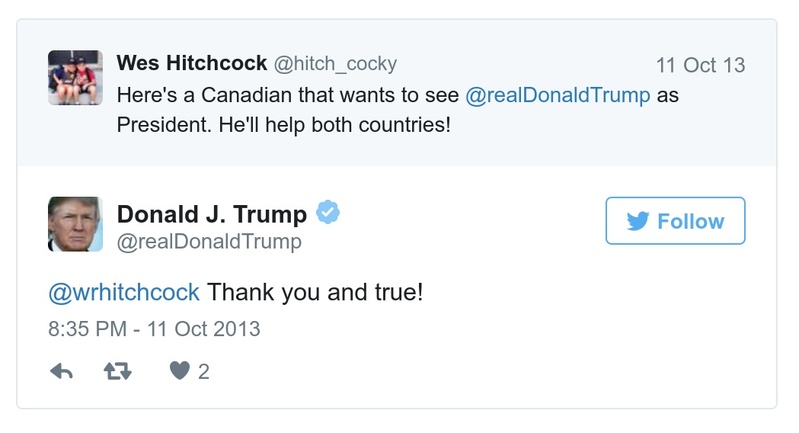 Wes Hitchcock @hitch_cocky 11 Oct 13
Here's a Canadian that wants to see @realDonaldTrump as
President. He'll help both countries!
Donald J. Trump
@realDonaldTrump
Follow
@wrhitchcock Thank you and true!
8:35 PM - 11 Oct 2013
2